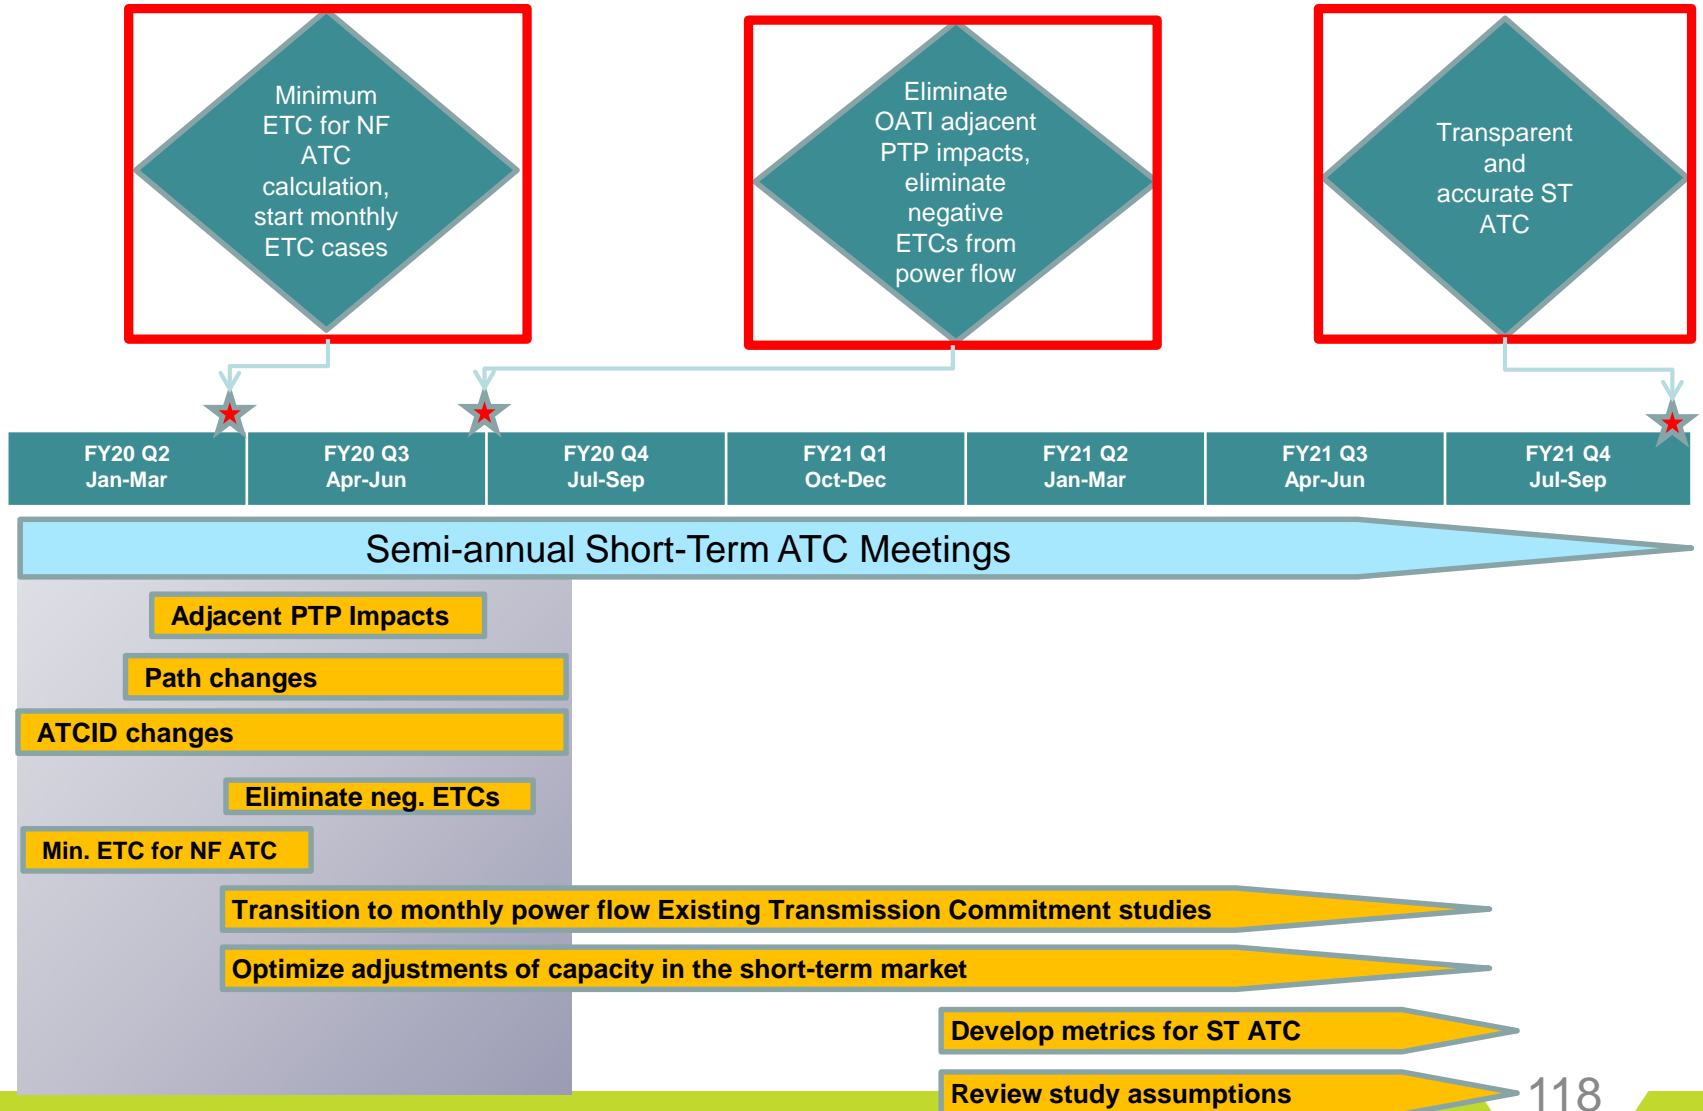 Minimum
ETC for NF
ATC
calculation,
start monthly
ETC cases
Eliminate
OATI adjacent
PTP impacts,
eliminate
negative
ETCs from
power flow
Transparent
and
accurate ST
ATC
FY20 Q2
Jan-Mar
FY20 Q3
Apr-Jun
FY20 Q4
Jul-Sep
FY21 Q1
Oct-Dec
FY21 Q2
Jan-Mar
FY21 Q3
Apr-Jun
FY21 Q4
Jul-Sep
Semi-annual Short-Term ATC Meetings
Adjacent PTP Impacts
Path changes
ATCID changes
Eliminate neg. ETCs
Min. ETC for NF ATC
Transition to monthly power flow Existing Transmission Commitment studies
Optimize adjustments of capacity in the short-term market
Develop metrics for ST ATC
Review study assumptions
118